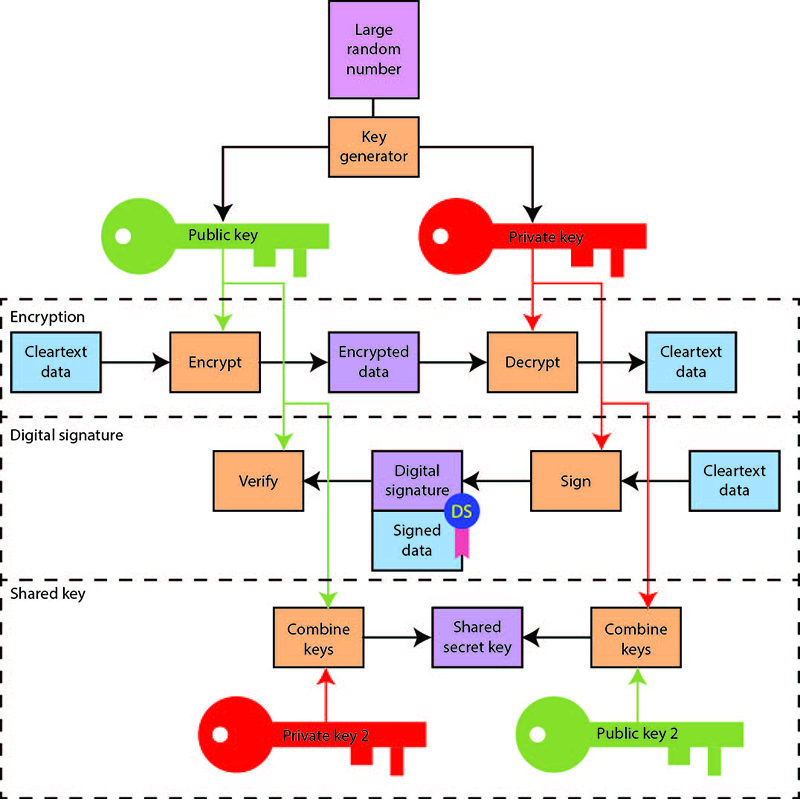 Large
random
number
Key
generator
Public key
Private key
Encryption
Cleartext
data
Encrypt
Encrypted
data
Decrypt
Cleartext
data
Digital signature
Verify
Digital
signature
Sign
Cleartext
data
DS
Signed
data
Shared key
Combine
keys
Shared
secret key
Combine
keys
Private key 2
Public key 2